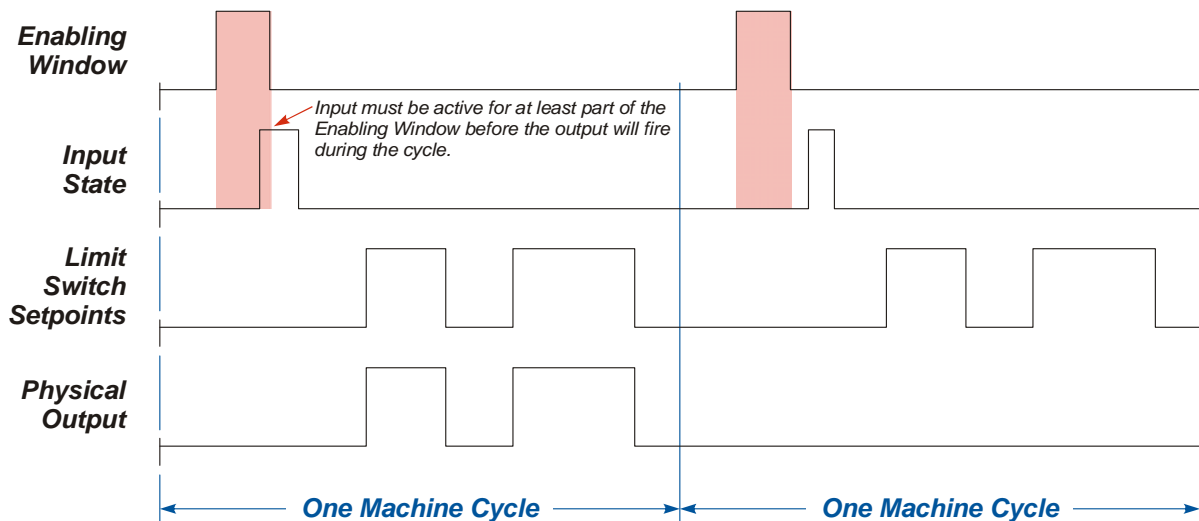 Enabling
Window
Input must be active for at least part of the
Enabling Window before the output will fire
during the cycle.
Input
State
Limit
Switch
Setpoints
Physical
Output
One Machine Cycle
One Machine Cycle